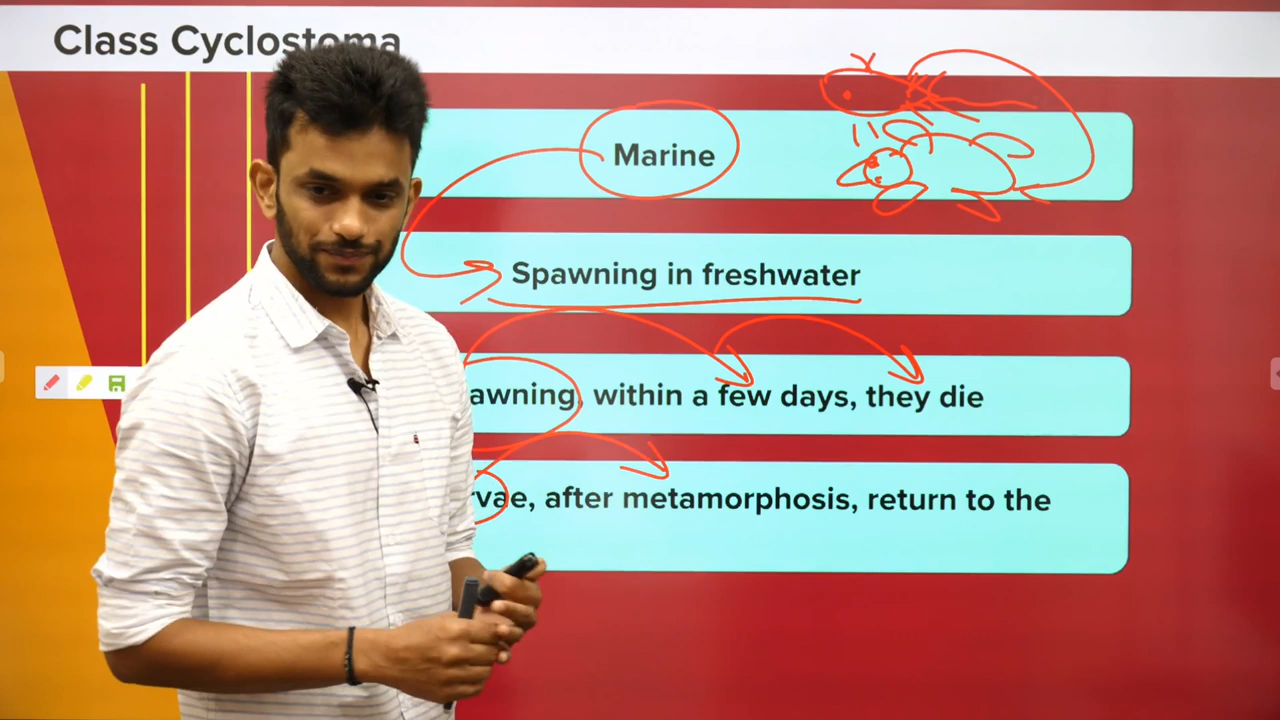 Class Cyclostoma
Marine
Spawning in freshwater
awning, within a few days, they die
rvae, after metamorphosis, return to the